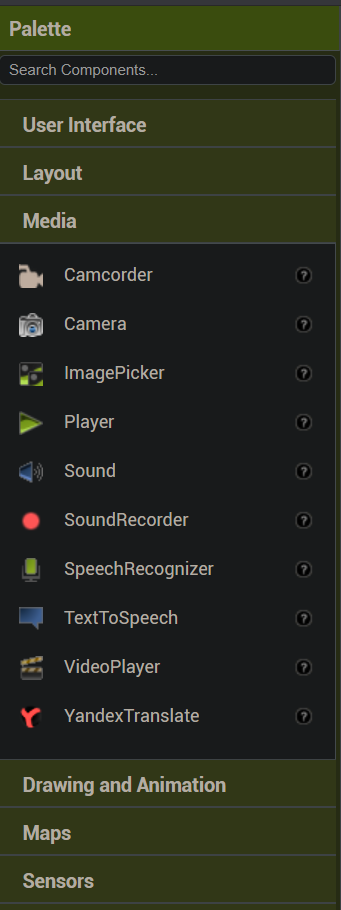 Palette
Search Components...
User Interface
Layout
Media
Camcorder ?
Camera ?
ImagePicker ?
Player ?
Sound ?
SoundRecorder ?
SpeechRecognizer ?
TextToSpeech ?
VideoPlayer ?
YandexTranslate ?
Drawing and Animation
Maps
Sensors